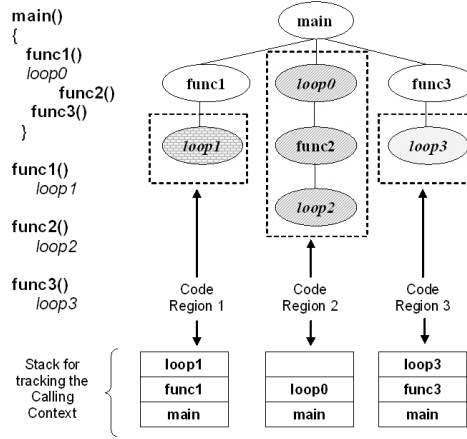 main()
{
func1()
loop0
func2()
func3()
}
func1()
loop1
func2()
loop2
func3()
loop3
main
func1
loop0
func3
loop1
func2
loop3
loop2
Code
Region 1
Code
Region 2
Code
Region 3
Stack for
tracking the
Calling
Context
loop1
func1
main
loop0
main
loop3
func3
main